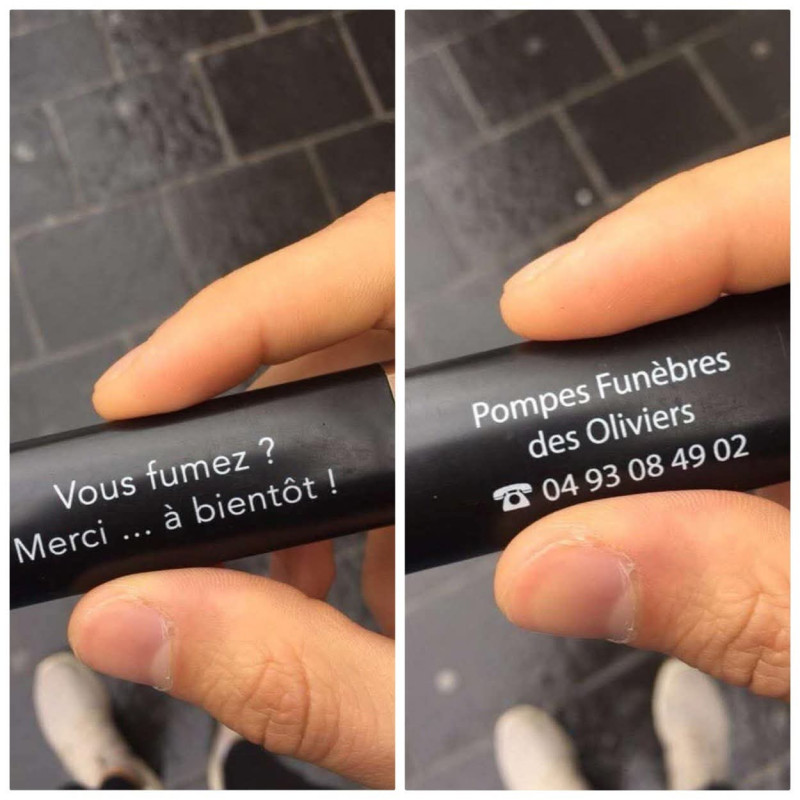 Vous fumez ?
Merci ... à bientôt !
Pompes Funèbres
des Oliviers
☎ 04 93 08 49 02